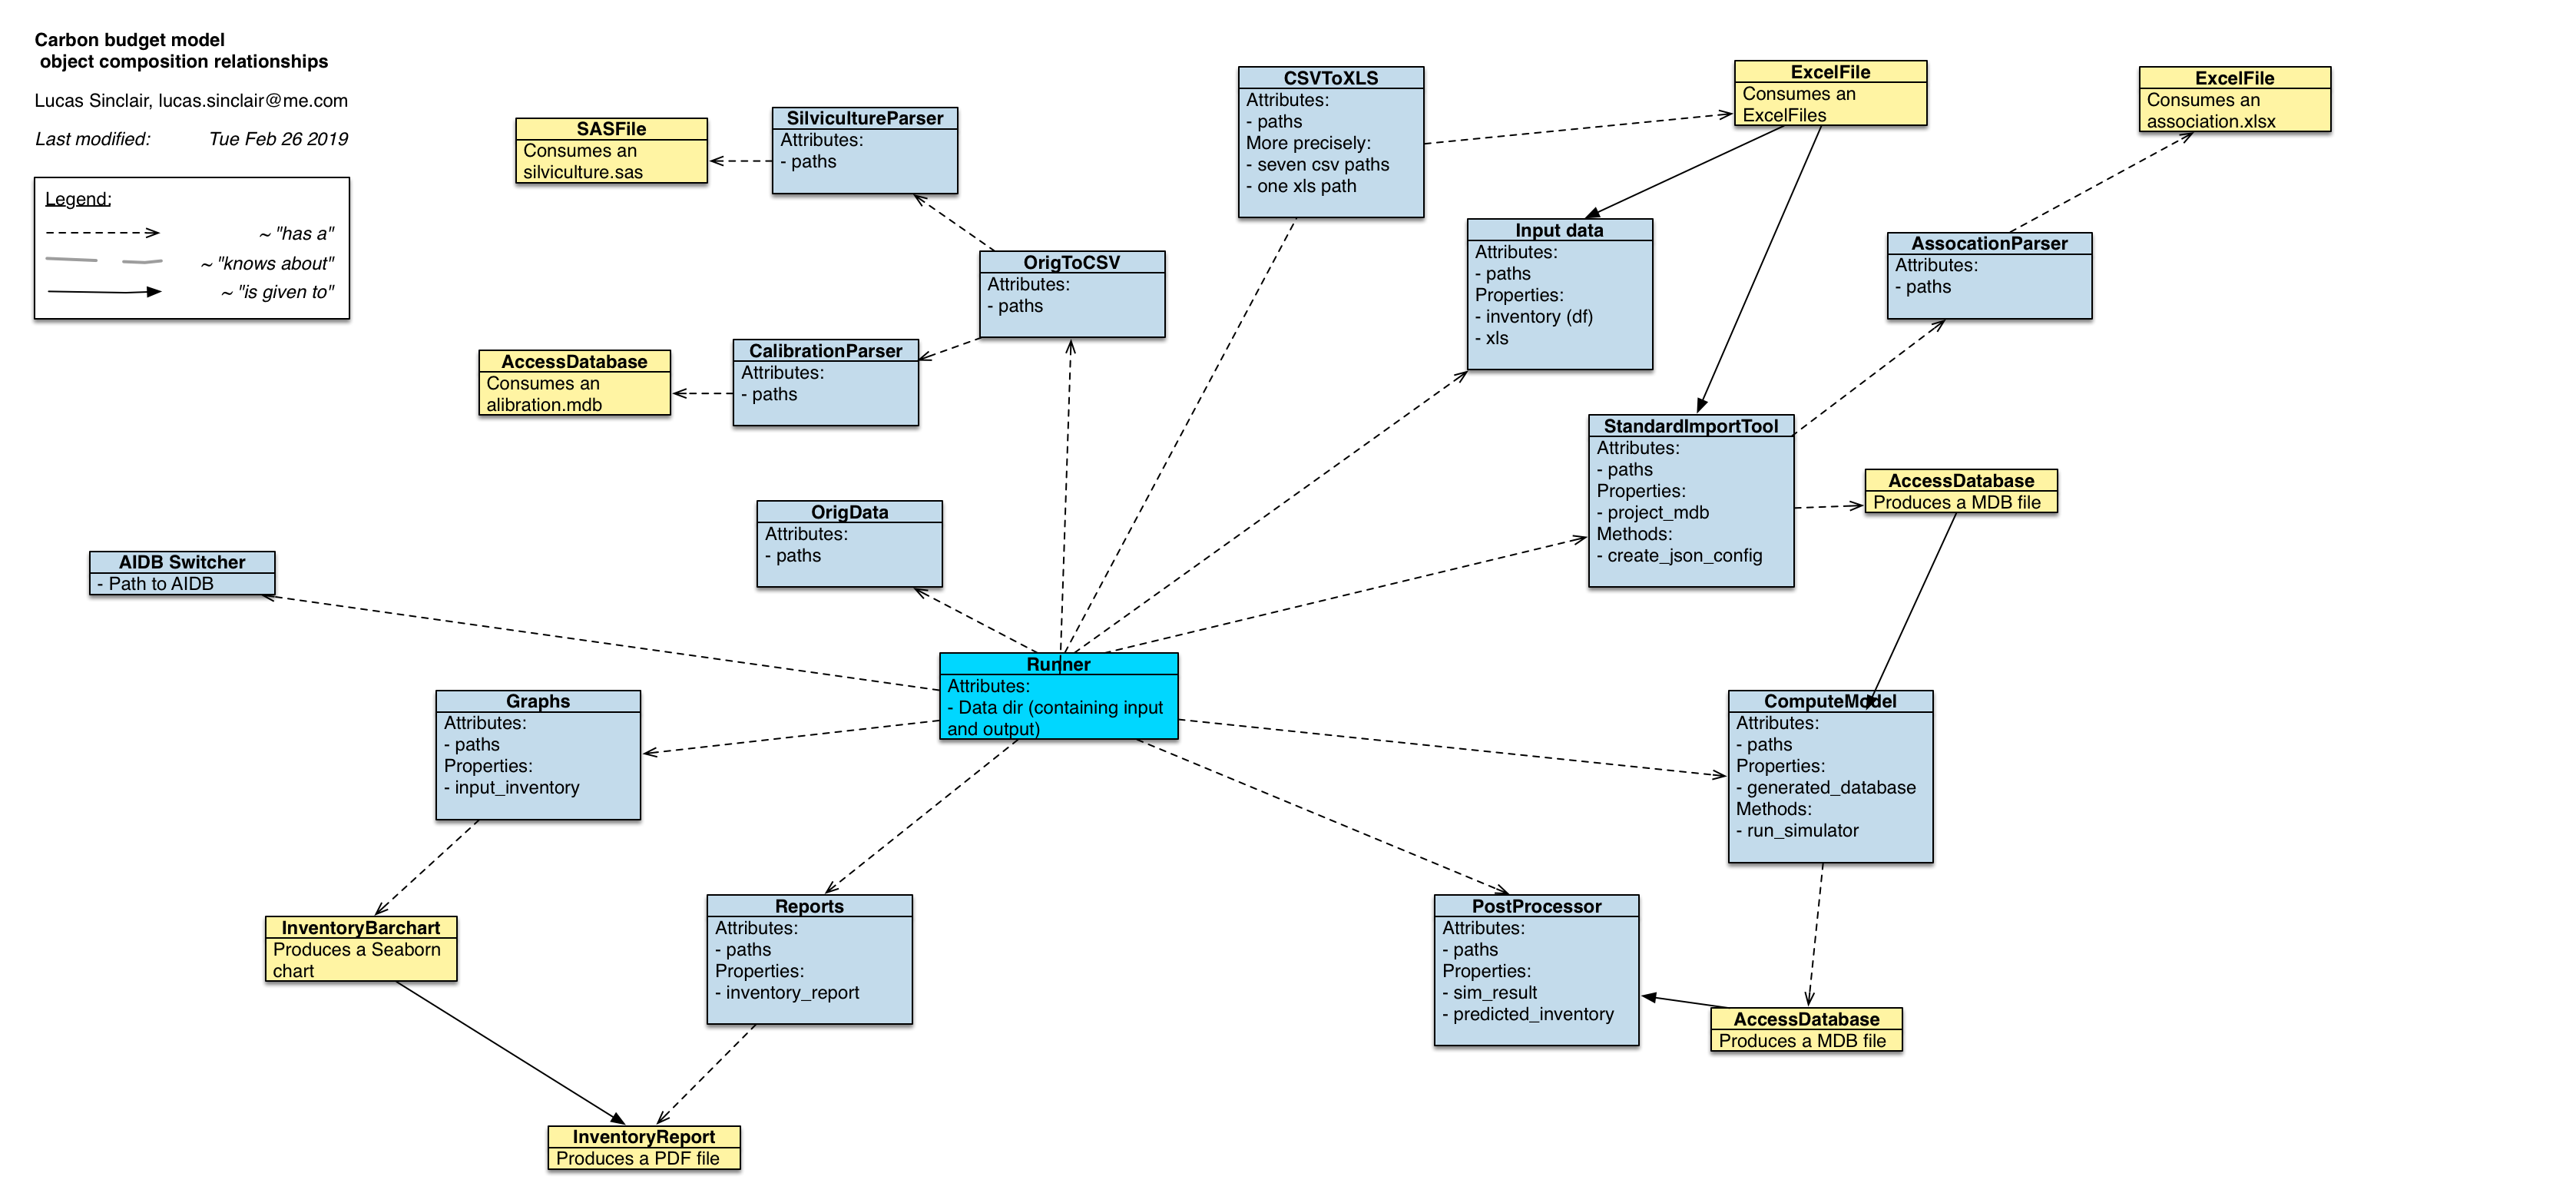 Carbon budget model
object composition relationships
Lucas Sinclair, lucas.sinclair@me.com
Last modified: Tue Feb 26 2019
Legend:
~ "has a"
~ "knows about"
~ "is given to"
SASFile
Consumes an
silviculture.sas
SilvicultureParser
Attributes:
- paths
CSVToXLS
Attributes:
- paths
More precisely:
- seven csv paths
- one xls path
ExcelFile
Consumes an
ExcelFiles
ExcelFile
Consumes an
association.xlsx
OrigToCSV
Attributes:
- paths
Input data
Attributes:
- paths
Properties:
- inventory (df)
- xls
AssocationParser
Attributes:
- paths
AccessDatabase
Consumes an
alibration.mdb
CalibrationParser
Attributes:
- paths
StandardImportTool
Attributes:
- paths
Properties:
- project_mdb
Methods:
- create_json_config
AccessDatabase
Produces a MDB file
OrigData
Attributes:
- paths
AIDB Switcher
- Path to AIDB
Runner
Attributes:
- Data dir (containing input
and output)
Graphs
Attributes:
- paths
Properties:
- input_inventory
ComputeModel
Attributes:
- paths
Properties:
- generated_database
Methods:
- run_simulator
InventoryBarchart
Produces a Seaborn
chart
Reports
Attributes:
- paths
Properties:
- inventory_report
PostProcessor
Attributes:
- paths
Properties:
- sim_result
- predicted_inventory
AccessDatabase
Produces a MDB file
InventoryReport
Produces a PDF file